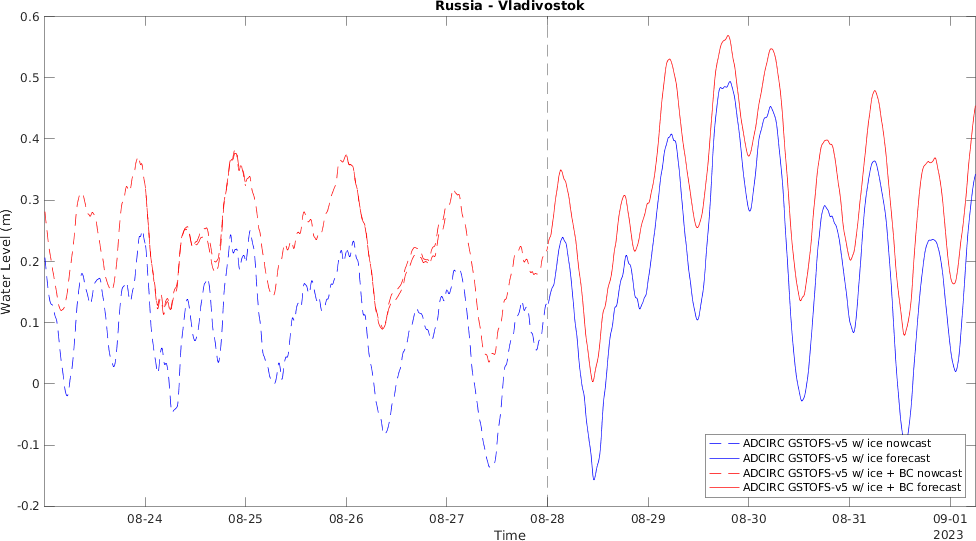 Russia - Vladivostok
0.6
0.5
0.4
0.3
0.2
0.1
0
-0.1
-0.2
Water Level (m)
ADCIRC GSTOFS-v5 w/ ice nowcast
ADCIRC GSTOFS-v5 w/ ice forecast
ADCIRC GSTOFS-v5 w/ ice + BC nowcast
ADCIRC GSTOFS-v5 w/ ice + BC forecast
08-24 08-25 08-26 08-27 08-28 08-29 08-30 08-31 09-01
2023
Time